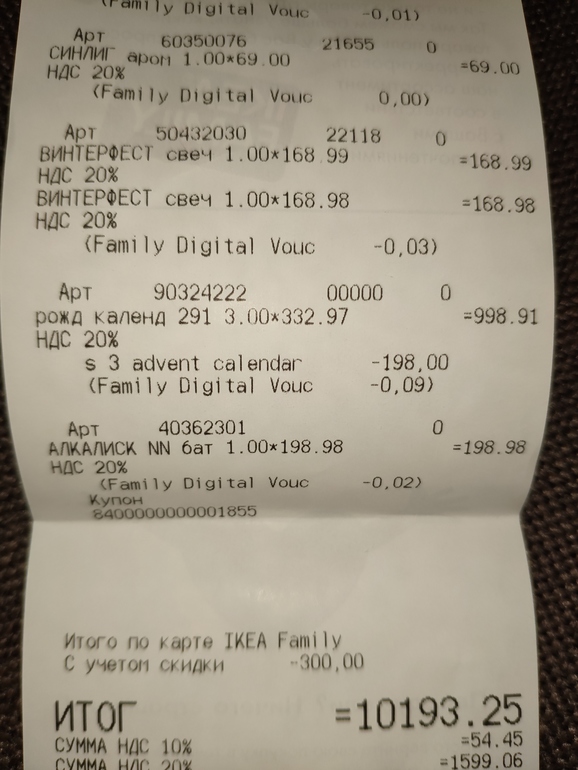 (Family Digital Vouc -0,01)
Арт 60350076 21655 0
СИНЛИГ аром 1.00*69.00 =69.00
НДС 20%
(Family Digital Vouc 0,00)
Арт 50432030 22118 0
ВИНТЕРФЕСТ свеч 1.00*168.99 =168.99
НДС 20%
ВИНТЕРФЕСТ свеч 1.00*168.98 =168.98
НДС 20%
(Family Digital Vouc -0,03)
Арт 90324222 00000 0
рожд календ 291 3.00*332.97 =998.91
НДС 20%
s 3 advent calendar -198,00
(Family Digital Vouc -0,09)
Арт 40362301 0
АЛКАЛИСК NN бат 1.00*198.98 =198.98
НДС 20%
(Family Digital Vouc -0,02)
Купон
8400000000001855
Итого по карте IKEA Family
С учетом скидки -300,00
ИТОГ =10193.25
СУММА НДС 10% =54.45
СУММА НДС 20% =1599.06